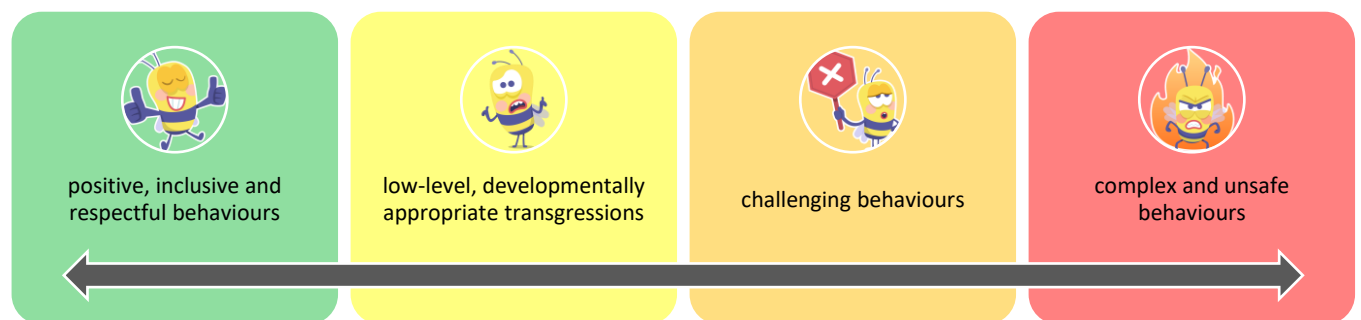 positive, inclusive and
respectful behaviours
low-level, developmentally
appropriate transgressions
challenging behaviours
complex and unsafe
behaviours